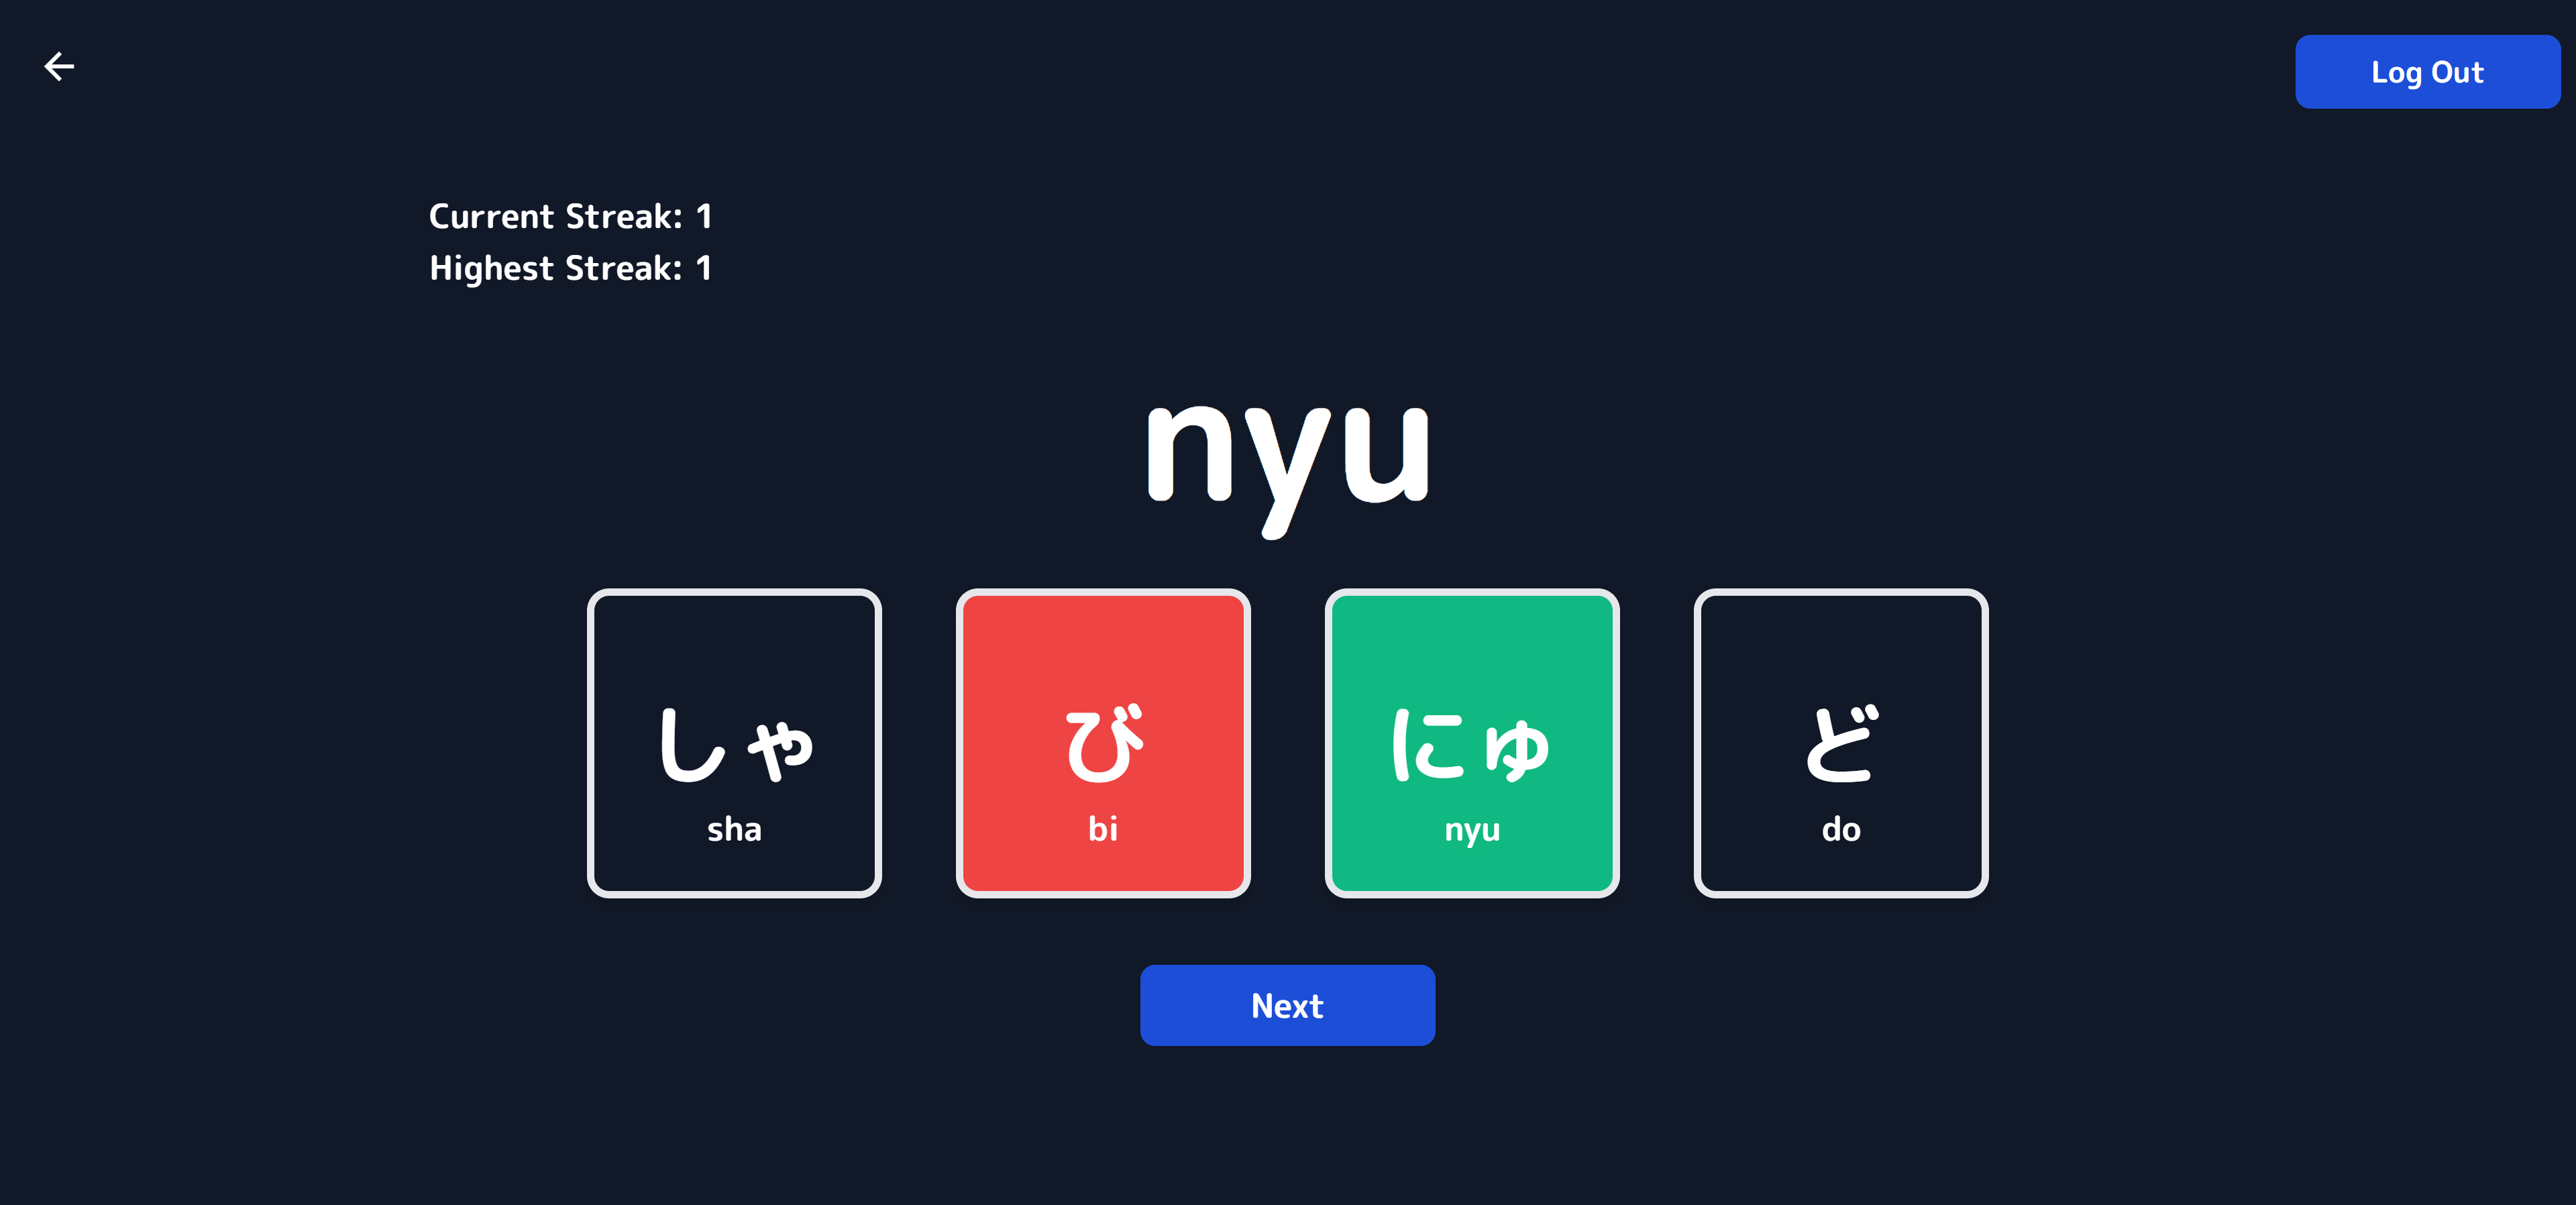 Log Out
Current Streak: 1
Highest Streak: 1
nyu
しゃ び にゅ ど
sha bi nyu do
Next